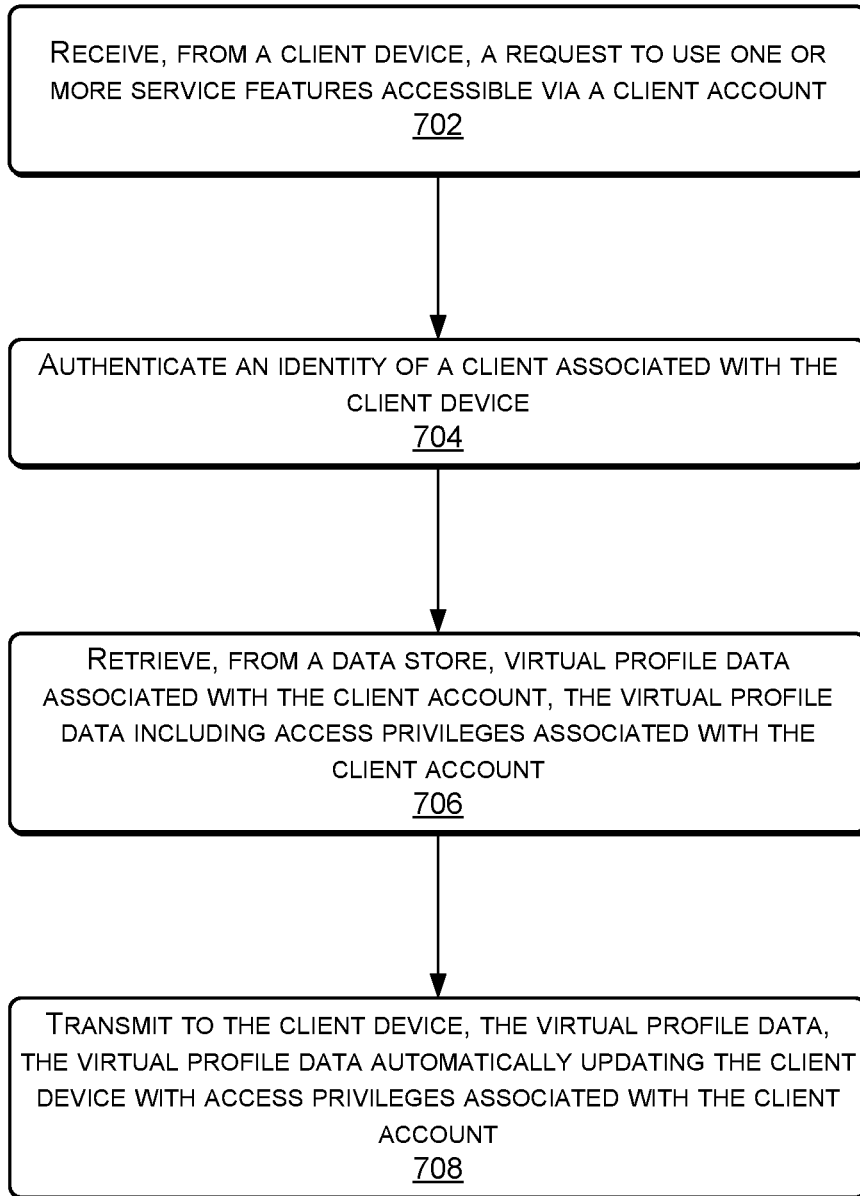 RECEIVE, FROM A CLIENT DEVICE, A REQUEST TO USE ONE OR
MORE SERVICE FEATURES ACCESSIBLE VIA A CLIENT ACCOUNT
702
AUTHENTICATE AN IDENTITY OF A CLIENT ASSOCIATED WITH THE
CLIENT DEVICE
704
RETRIEVE, FROM A DATA STORE, VIRTUAL PROFILE DATA
ASSOCIATED WITH THE CLIENT ACCOUNT, THE VIRTUAL PROFILE
DATA INCLUDING ACCESS PRIVILEGES ASSOCIATED WITH THE
CLIENT ACCOUNT
706
TRANSMIT TO THE CLIENT DEVICE, THE VIRTUAL PROFILE DATA,
THE VIRTUAL PROFILE DATA AUTOMATICALLY UPDATING THE CLIENT
DEVICE WITH ACCESS PRIVILEGES ASSOCIATED WITH THE CLIENT
ACCOUNT
708